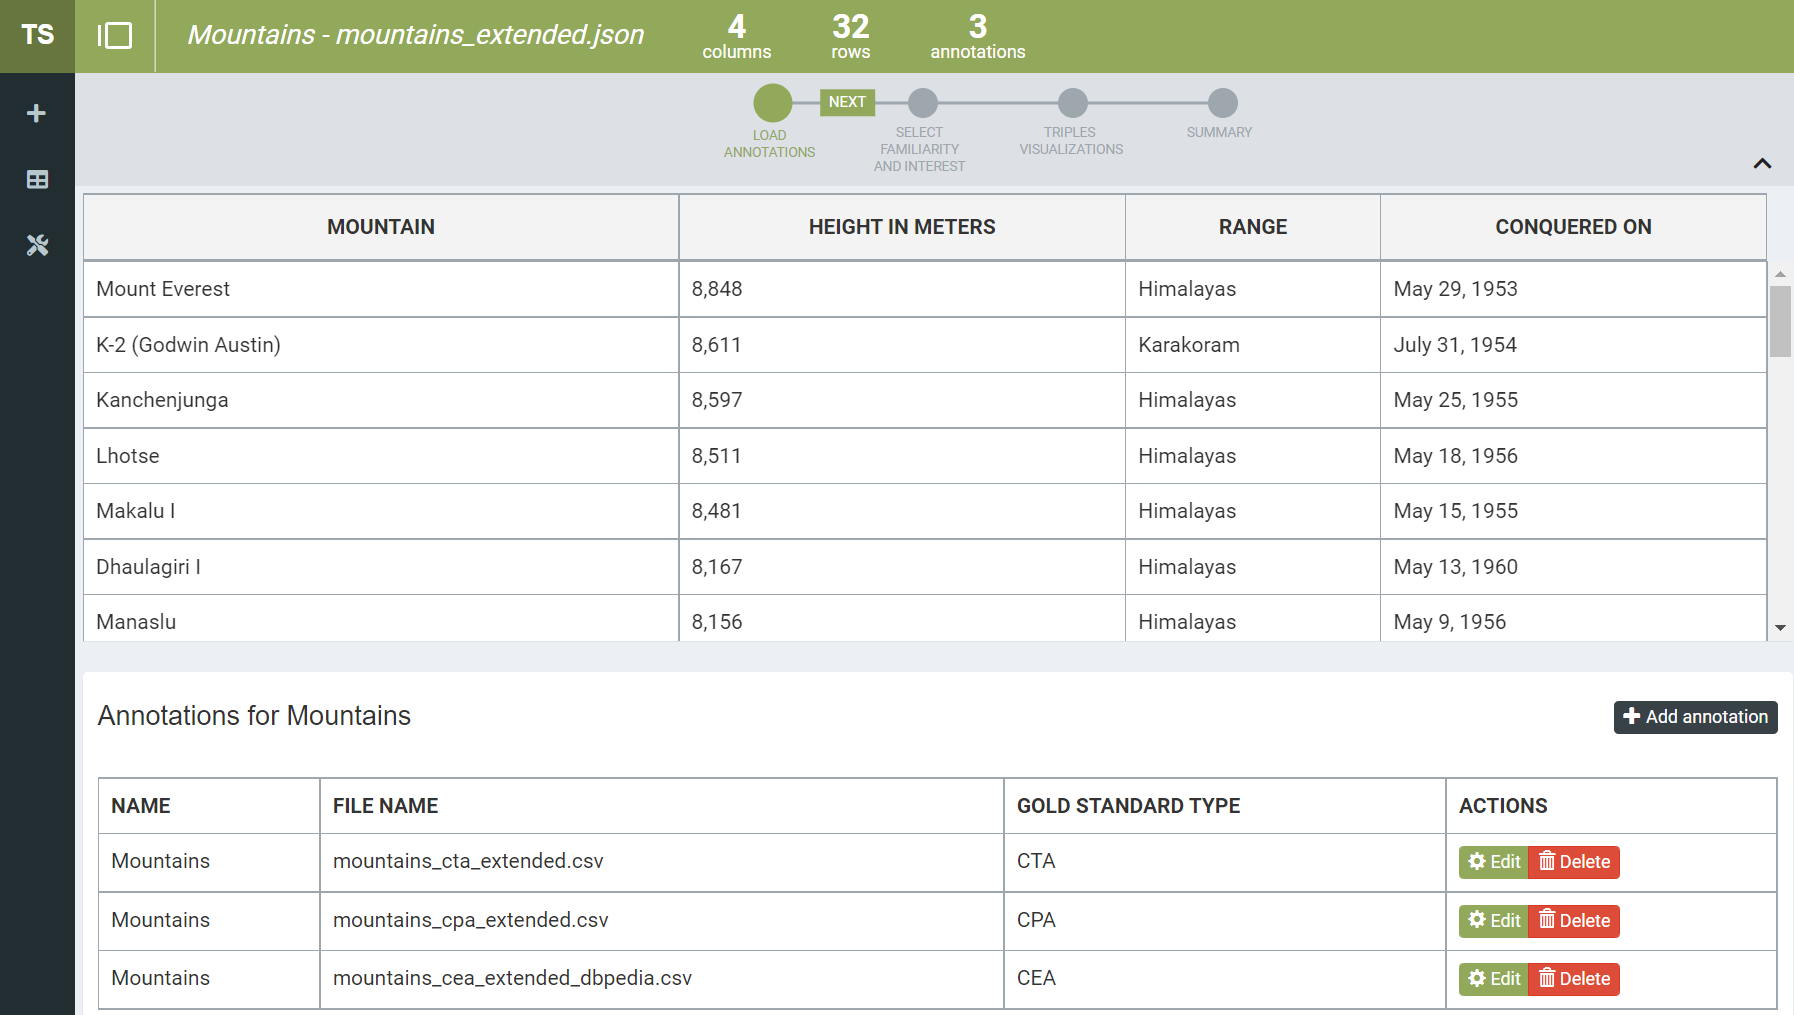 TS
Mountains - mountains_extended.json
4 columns
32 rows
3 annotations
NEXT
LOAD ANNOTATIONS
SELECT FAMILIARITY AND INTEREST
TRIPLES VISUALIZATIONS
SUMMARY
MOUNTAIN HEIGHT IN METERS RANGE CONQUERED ON
Mount Everest 8,848 Himalayas May 29, 1953
K-2 (Godwin Austin) 8,611 Karakoram July 31, 1954
Kanchenjunga 8,597 Himalayas May 25, 1955
Lhotse 8,511 Himalayas May 18, 1956
Makalu I 8,481 Himalayas May 15, 1955
Dhaulagiri I 8,167 Himalayas May 13, 1960
Manaslu 8,156 Himalayas May 9, 1956
Annotations for Mountains
Add annotation
NAME FILE NAME GOLD STANDARD TYPE ACTIONS
Mountains mountains_cta_extended.csv CTA Edit Delete
Mountains mountains_cpa_extended.csv CPA Edit Delete
Mountains mountains_cea_extended_dbpedia.csv CEA Edit Delete